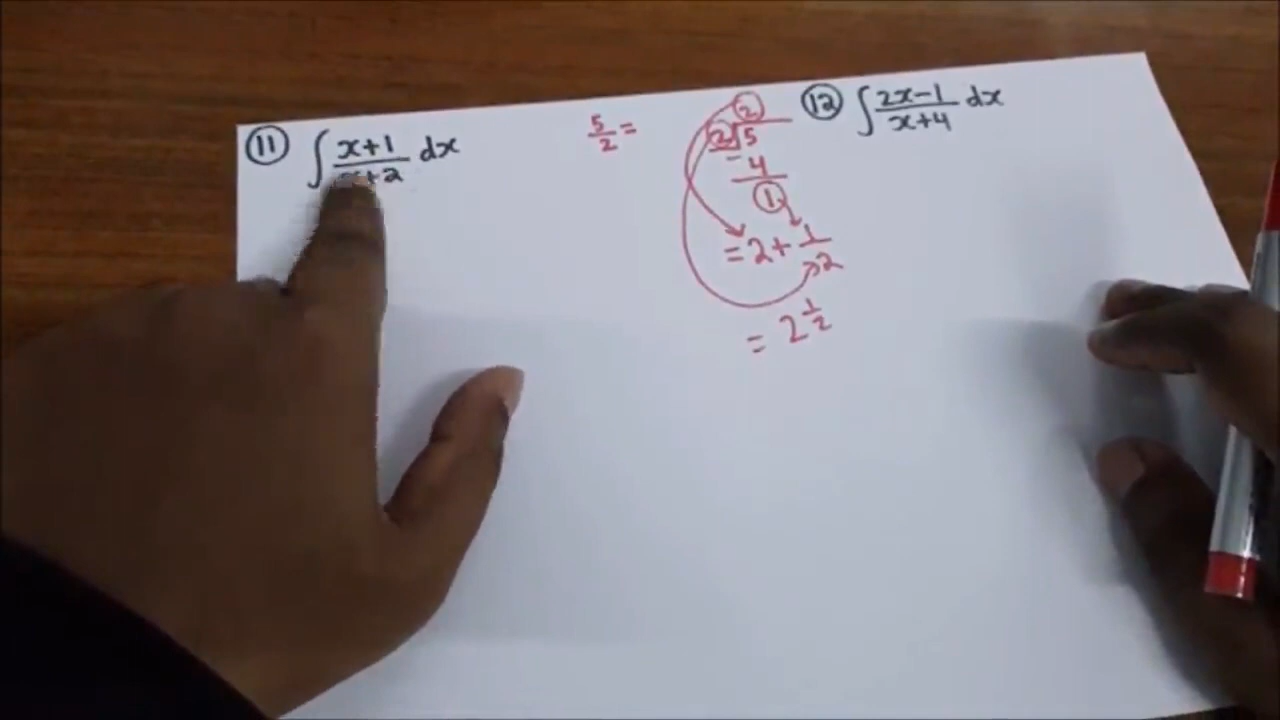 ⑪ ∫ x+1/x+2 dx
5/2 =
2
2√5
-4
1
= 2 + 1/2
= 2 1/2
⑫ ∫ 2x-1/x+4 dx